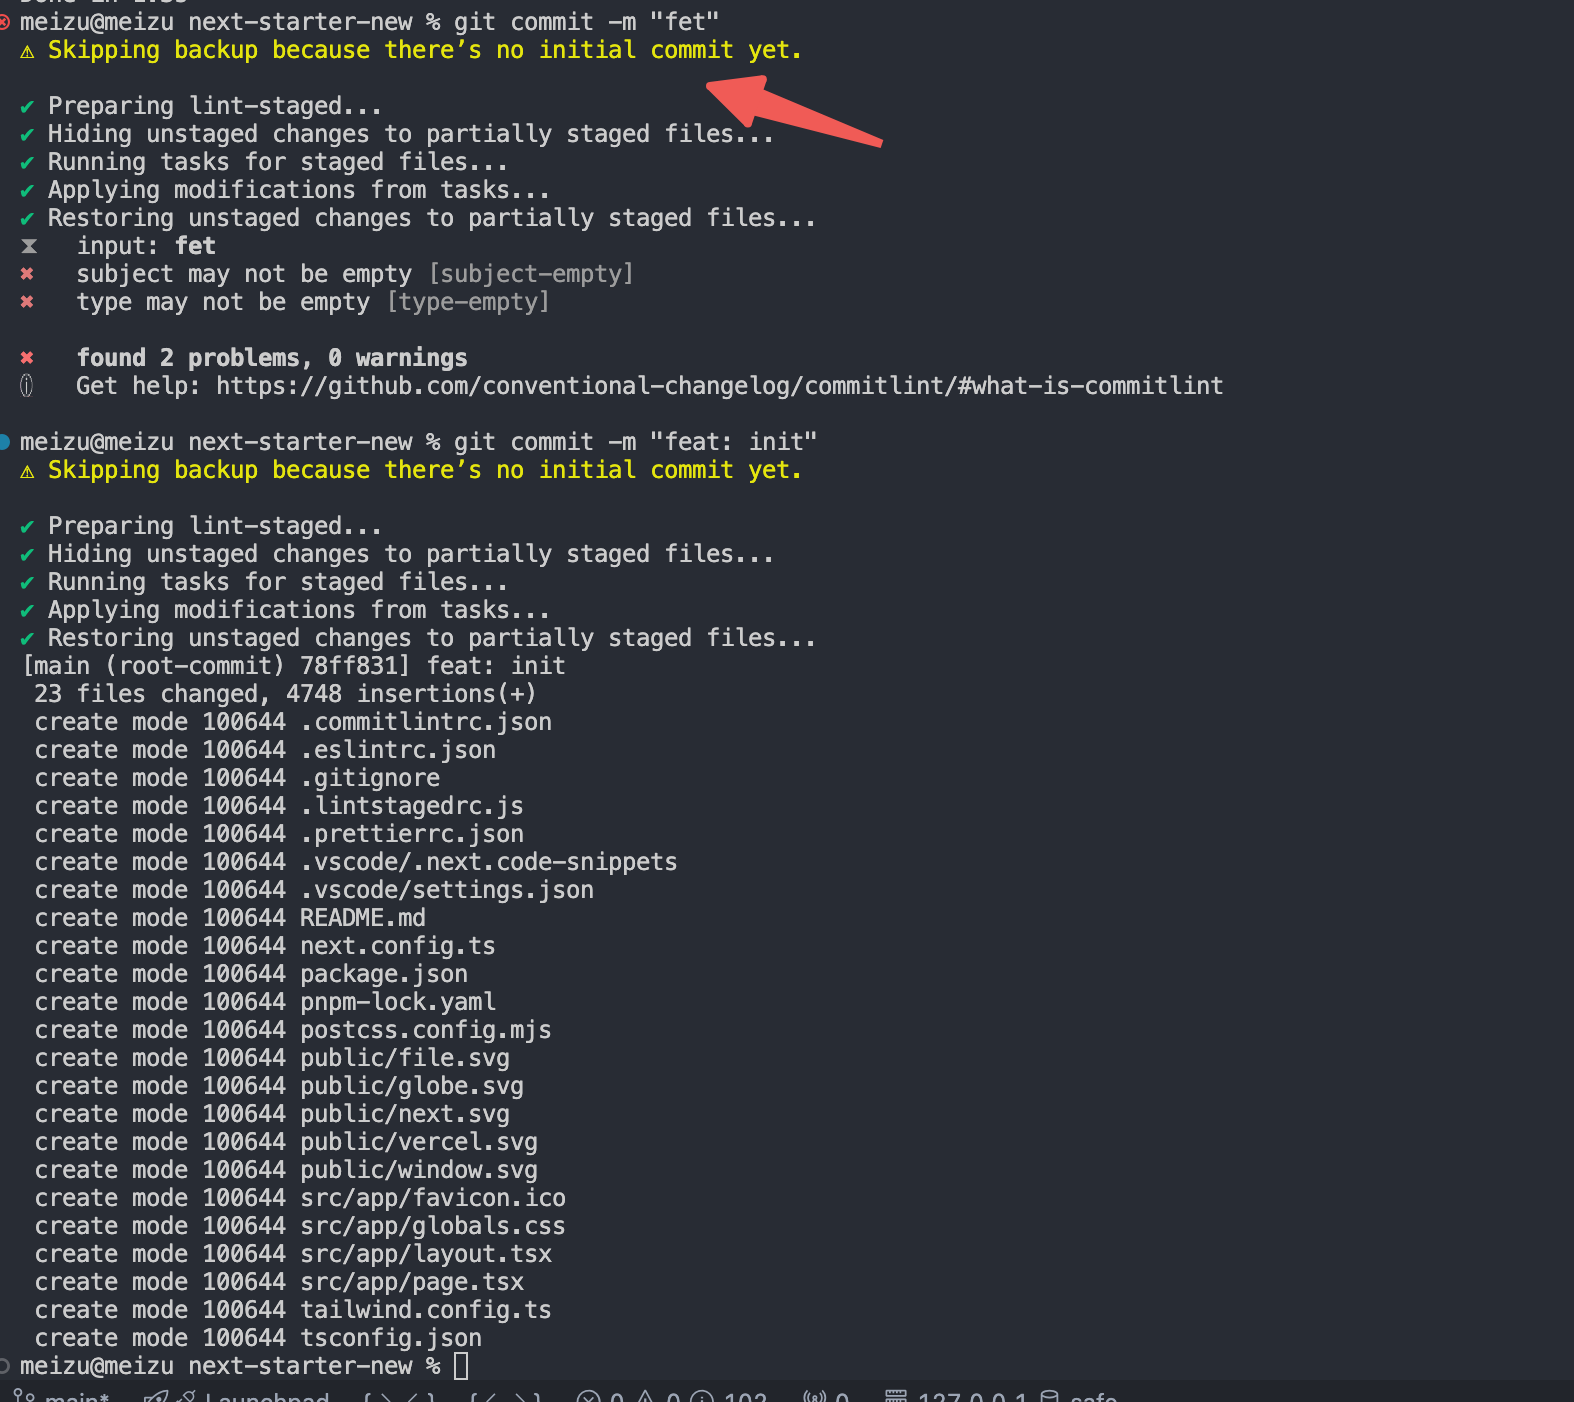 Done in 1.3s
meizu@meizu next-starter-new % git commit -m "fet"
⚠ Skipping backup because there’s no initial commit yet.
✔ Preparing lint-staged...
✔ Hiding unstaged changes to partially staged files...
✔ Running tasks for staged files...
✔ Applying modifications from tasks...
✔ Restoring unstaged changes to partially staged files...
⧗ input: fet
✖ subject may not be empty [subject-empty]
✖ type may not be empty [type-empty]
✖ found 2 problems, 0 warnings
ⓘ Get help: https://github.com/conventional-changelog/commitlint/#what-is-commitlint
meizu@meizu next-starter-new % git commit -m "feat: init"
⚠ Skipping backup because there’s no initial commit yet.
✔ Preparing lint-staged...
✔ Hiding unstaged changes to partially staged files...
✔ Running tasks for staged files...
✔ Applying modifications from tasks...
✔ Restoring unstaged changes to partially staged files...
[main (root-commit) 78ff831] feat: init
23 files changed, 4748 insertions(+)
create mode 100644 .commitlintrc.json
create mode 100644 .eslintrc.json
create mode 100644 .gitignore
create mode 100644 .lintstagedrc.js
create mode 100644 .prettierrc.json
create mode 100644 .vscode/.next.code-snippets
create mode 100644 .vscode/settings.json
create mode 100644 README.md
create mode 100644 next.config.ts
create mode 100644 package.json
create mode 100644 pnpm-lock.yaml
create mode 100644 postcss.config.mjs
create mode 100644 public/file.svg
create mode 100644 public/globe.svg
create mode 100644 public/next.svg
create mode 100644 public/vercel.svg
create mode 100644 public/window.svg
create mode 100644 src/app/favicon.ico
create mode 100644 src/app/globals.css
create mode 100644 src/app/layout.tsx
create mode 100644 src/app/page.tsx
create mode 100644 tailwind.config.ts
create mode 100644 tsconfig.json
meizu@meizu next-starter-new %
main* Launchpad 0 0 102 0 127.0.0.1 safe